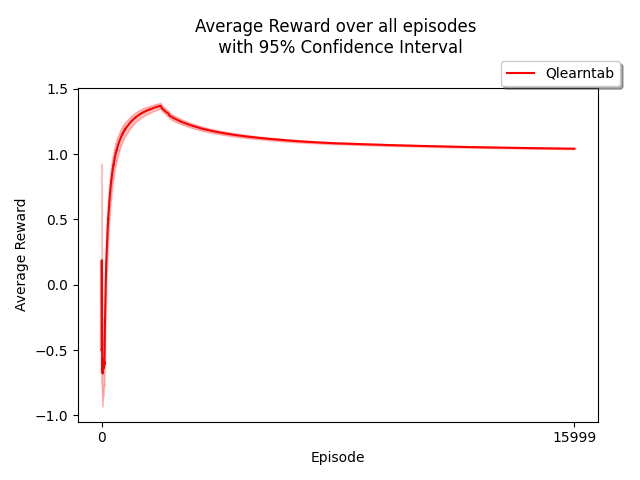 Average Reward over all episodes
with 95% Confidence Interval
Qlearntab
1.5
1.0
0.5
0.0
−0.5
−1.0
Average Reward
0
15999
Episode